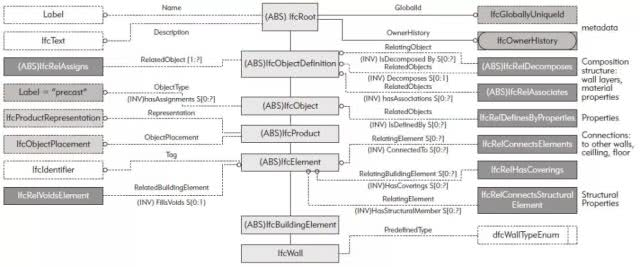 Label
Name
(ABS) IfcRoot
GlobalId
IfcGloballyUniqueId
metadata
IfcText
Description
OwnerHistory
IfcOwnerHistory
(ABS)IfcRelAssigns
RelatedObject [1:?]
(ABS)IfcObjectDefinition
RelatingObject
(INV) IsDecomposed By S[0:?]
RelatedObjects
(INV) Decomposes S[0:1]
(ABS)IfcRelDecomposes
Composition
structure:
wall layers,
material
properties
Label = "precast"
ObjectType
(INV)hasAssignments S[0:?]
RelatedObjects
(INV) hasAssociations S[0:?]
(ABS)IfcRelAssociates
IfcProductRepresentation
Representation
(ABS)IfcObject
RelatedObjects
(INV) IsDefinedBy S[0:?]
IfcRelDefinesByProperties
Properties
IfcObjectPlacement
ObjectPlacement
(ABS)IfcProduct
RelatingElement S[0:?]
(INV) ConnectedTo S[0:?]
IfcRelConnectsElements
Connections:
to other walls,
ceilling, floor
IfcIdentifier
Tag
(ABS)IfcElement
RelatingBuildingElement S[0:?]
(INV)HasCoverings S[0:?]
IfcRelHasCoverings
IfcRelVoidsElement
RelatedBuildingElement
(INV) FillsVoids S[0:1]
RelatingElement
(INV)HasStructuralMember S[0:?]
IfcRelConnectsStructural
Element
Structural
Properties
(ABS)IfcBuildingElement
IfcWall
PredefinedType
dfcWallTypeEnum